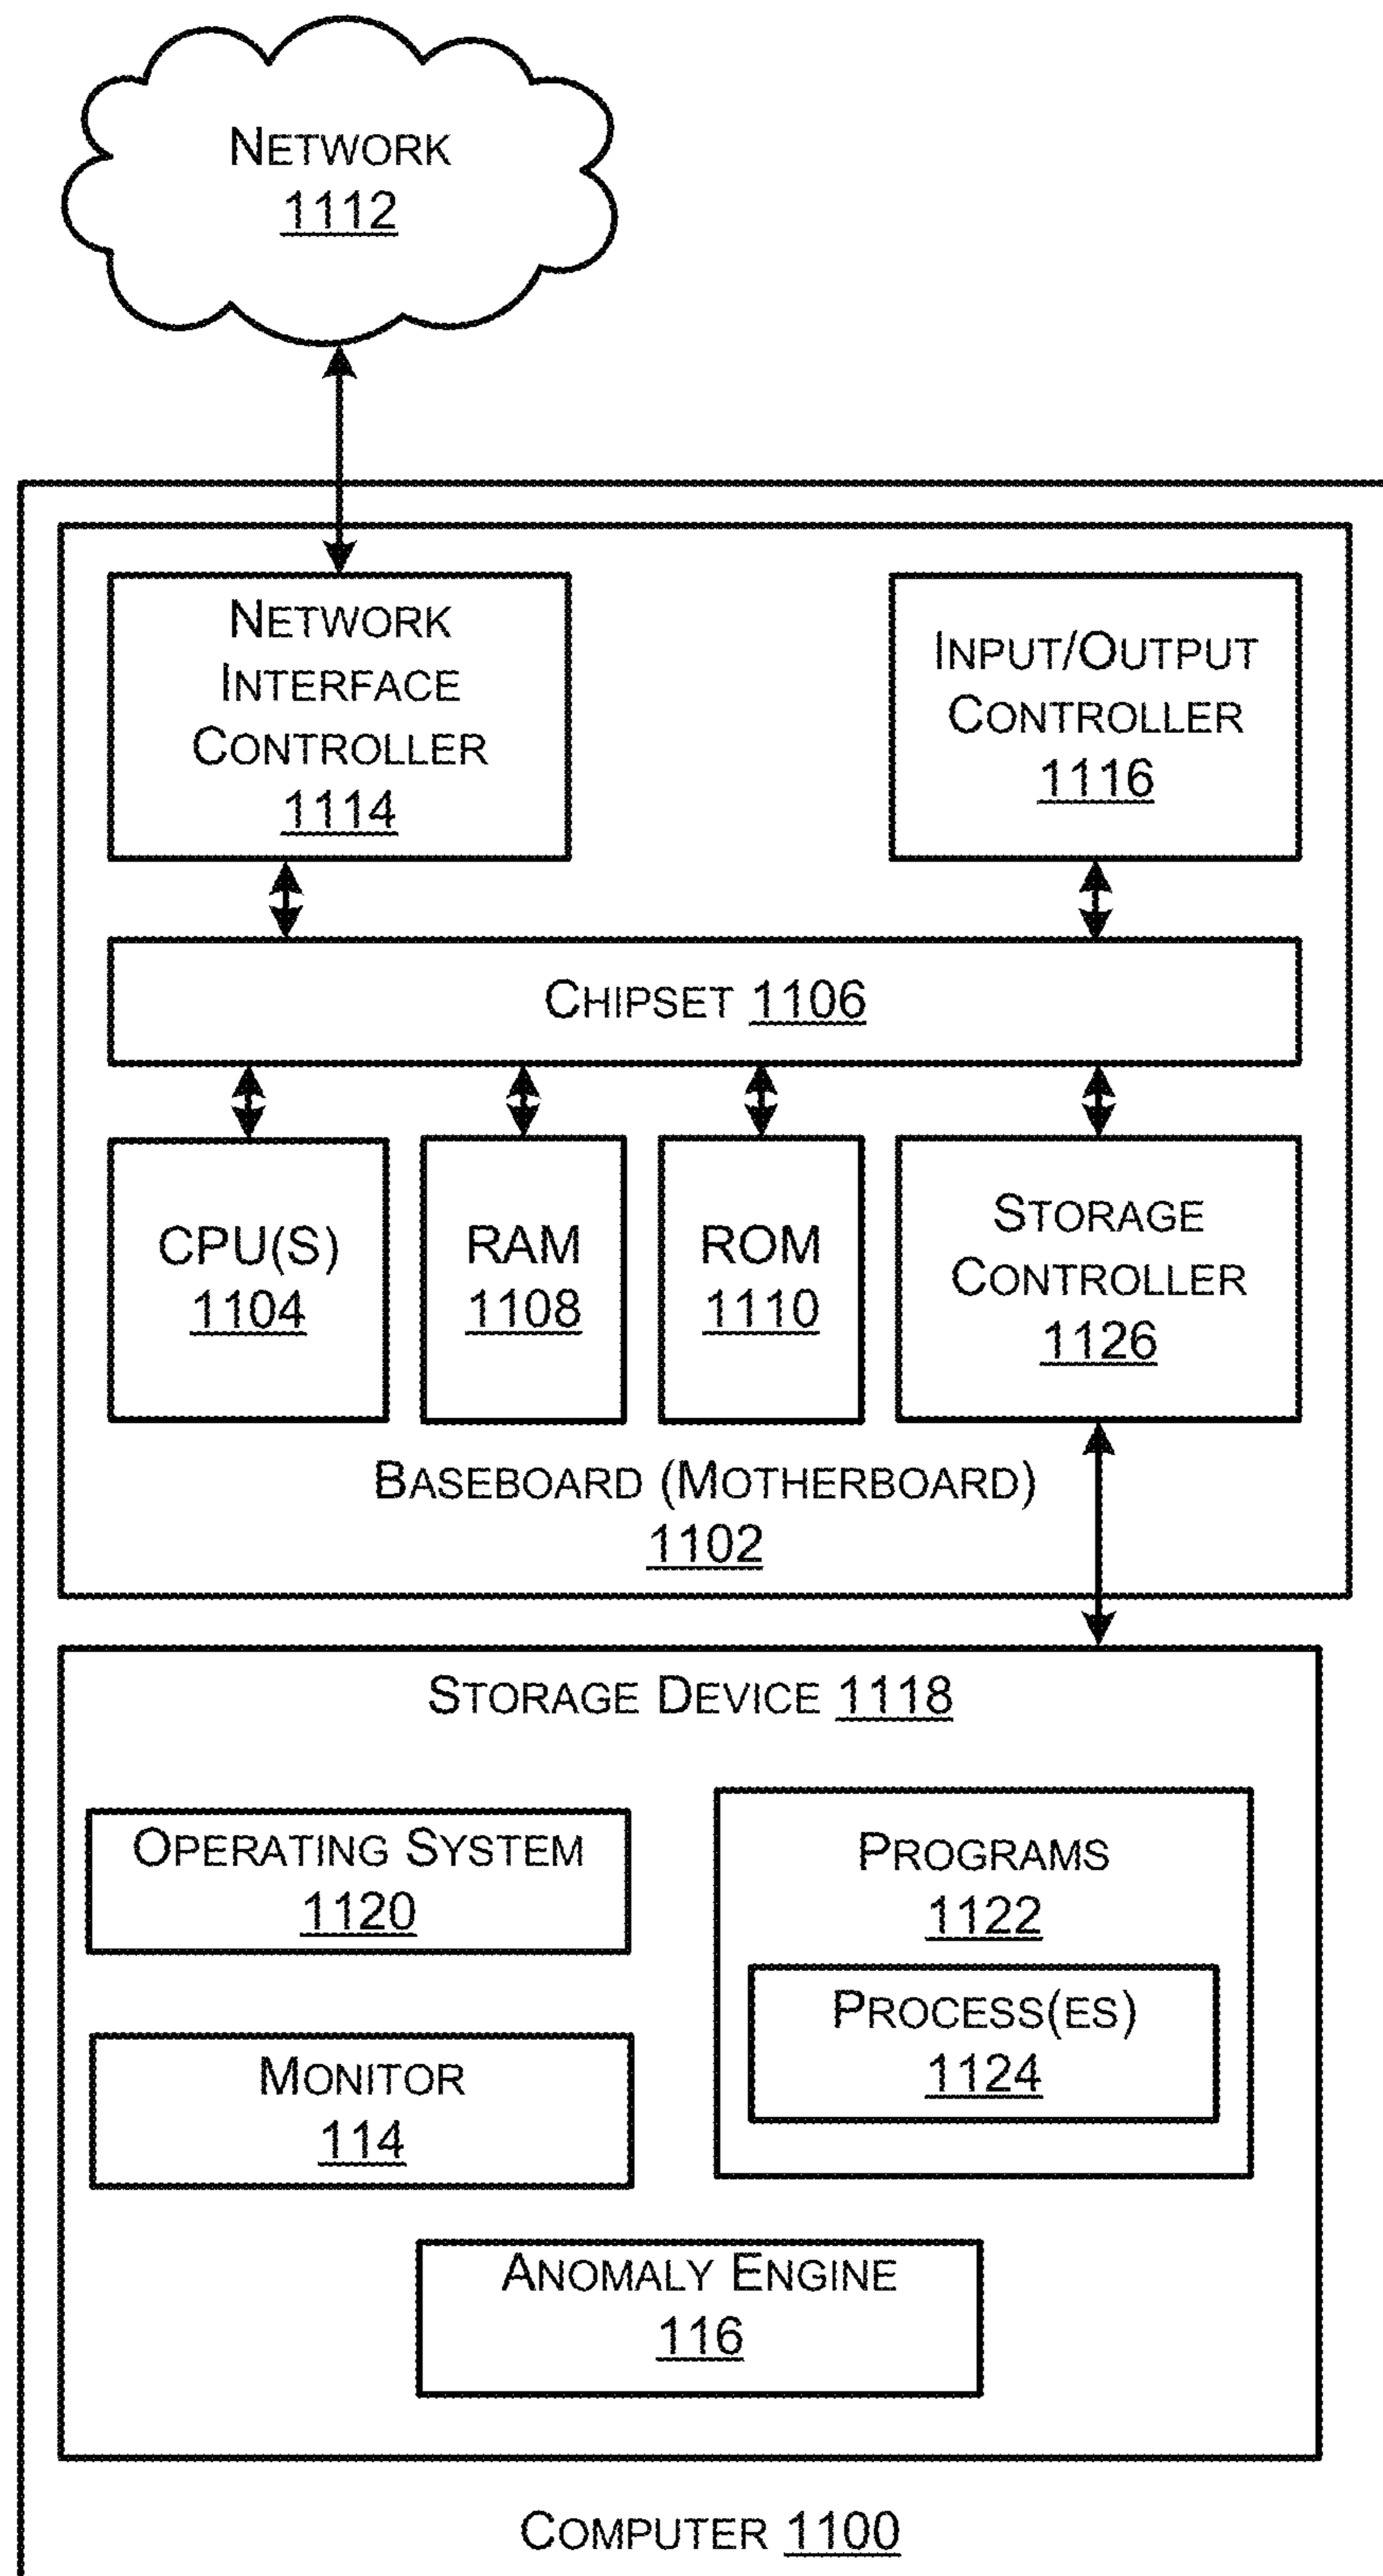 NETWORK
1112
NETWORK
INTERFACE
CONTROLLER
1114
INPUT/OUTPUT
CONTROLLER
1116
CHIPSET 1106
CPU(S)
1104
RAM
1108
ROM
1110
STORAGE
CONTROLLER
1126
BASEBOARD (MOTHERBOARD)
1102
STORAGE DEVICE 1118
OPERATING SYSTEM
1120
PROGRAMS
1122
PROCESS(ES)
1124
MONITOR
114
ANOMALY ENGINE
116
COMPUTER 1100